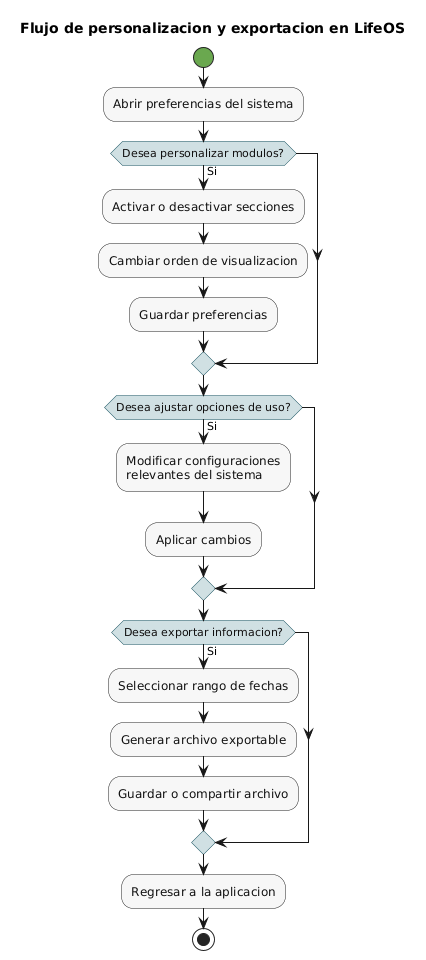 Flujo de personalizacion y exportacion en LifeOS
Abrir preferencias del sistema
Desea personalizar modulos?
Si
Activar o desactivar secciones
Cambiar orden de visualizacion
Guardar preferencias
Desea ajustar opciones de uso?
Si
Modificar configuraciones
relevantes del sistema
Aplicar cambios
Desea exportar informacion?
Si
Seleccionar rango de fechas
Generar archivo exportable
Guardar o compartir archivo
Regresar a la aplicacion